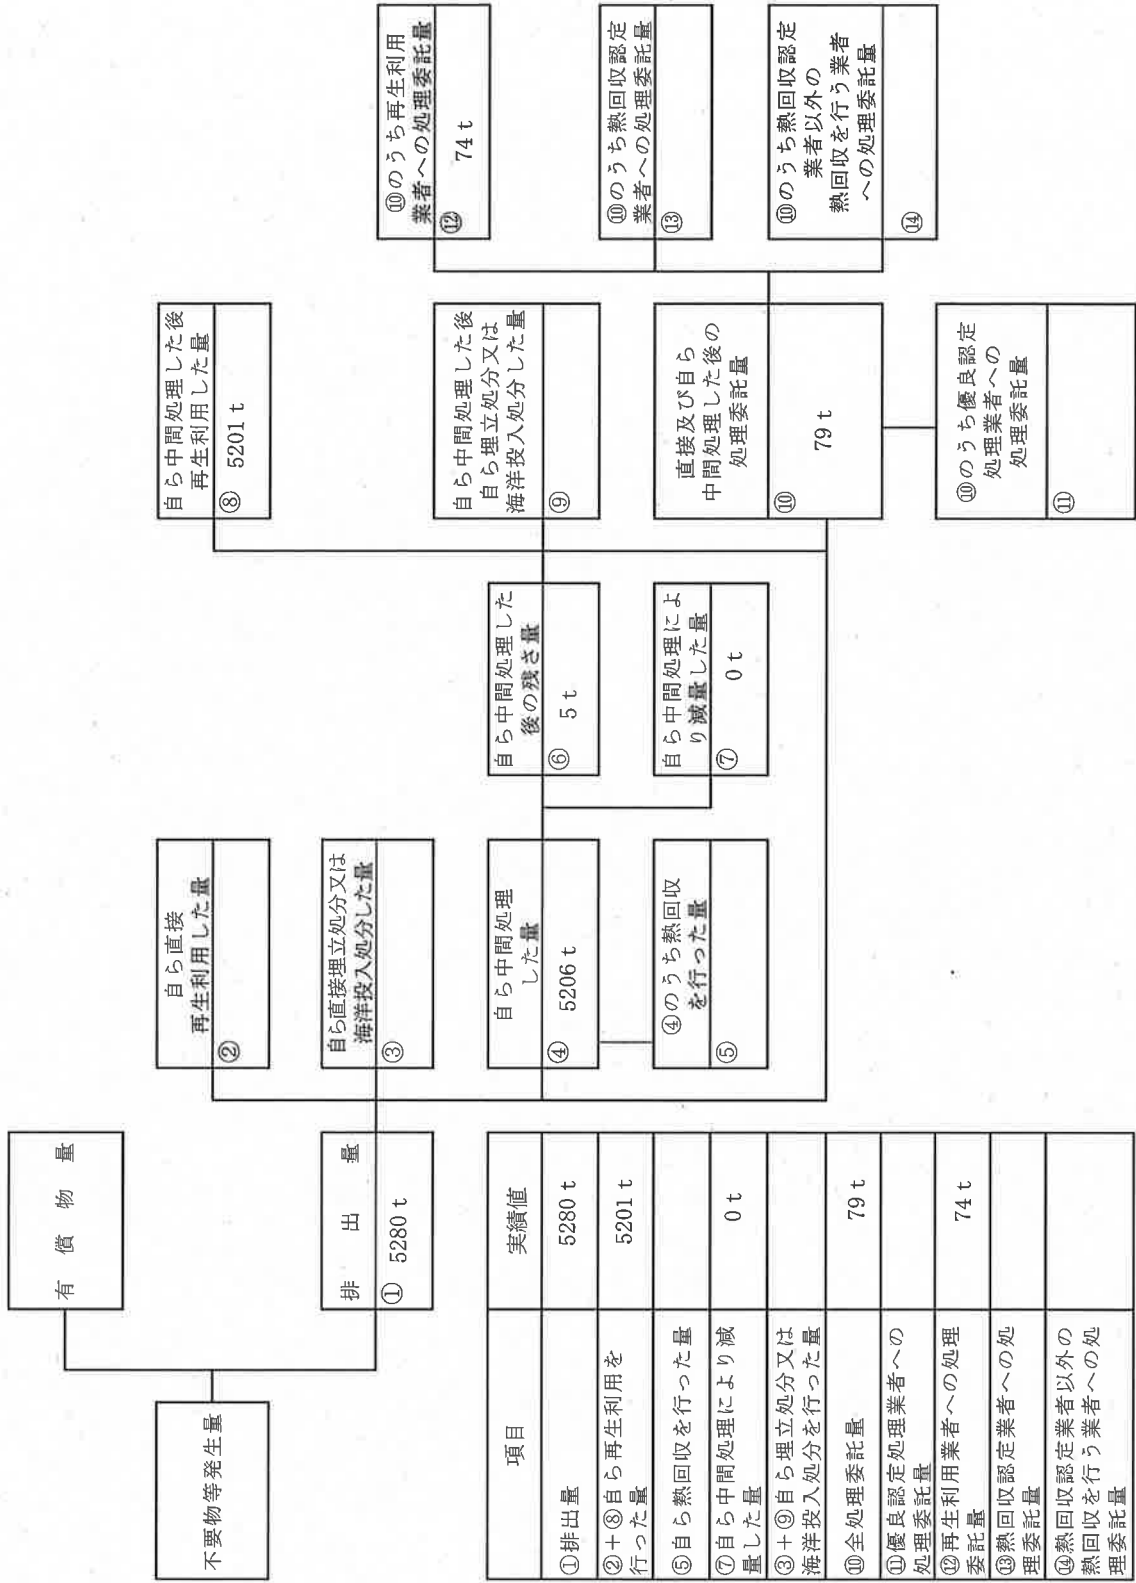 不要物等発生量
有償物量
排出量
① 5280 t
自ら直接
再生利用した量
②
自ら直接埋立処分又は
海洋投入処分した量
③
自ら中間処理
した量
④ 5206 t
④のうち熱回収
を行った量
⑤
自ら中間処理した
後の残さ量
⑥ 5 t
自ら中間処理によ
り減量した量
⑦ 0 t
自ら中間処理した後
再生利用した量
⑧ 5201 t
自ら中間処理した後
自ら埋立処分又は
海洋投入処分した量
⑨
直接及び自ら
中間処理した後の
処理委託量
⑩ 79 t
⑩のうち優良認定
処理業者への
処理委託量
⑪
⑩のうち再生利用
業者への処理委託量
⑫ 74 t
⑩のうち熱回収認定
業者への処理委託量
⑬
⑩のうち熱回収認定
業者以外の
熱回収を行う業者
への処理委託量
⑭
項目 実績値
①排出量 5280 t
②+⑧自ら再生利用を
行った量 5201 t
⑤自ら熱回収を行った量
⑦自ら中間処理により減
量した量 0 t
③+⑨自ら埋立処分又は
海洋投入処分を行った量
⑩全処理委託量 79 t
⑪優良認定処理業者への
処理委託量
⑫再生利用業者への処理
委託量 74 t
⑬熱回収認定業者への処
理委託量
⑭熱回収認定業者以外の
熱回収を行う業者への処
理委託量